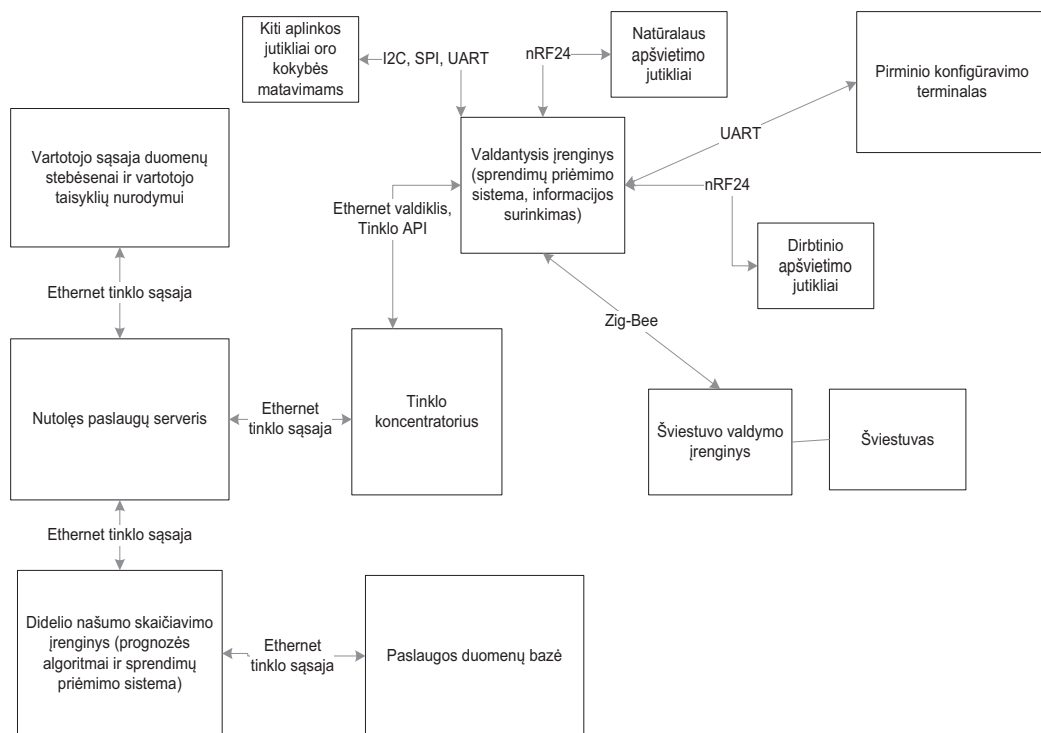 Kiti aplinkos
jutikliai oro
kokybės
matavimams
I2C, SPI, UART
nRF24
Natūralaus
apšvietimo
jutikliai
Pirminio konfigūravimo
terminalas
UART
Vartotojo sąsaja duomenų
stebėsenai ir vartotojo
taisyklių nurodymui
Valdantysis įrenginys
(sprendimų priėmimo
sistema, informacijos
surinkimas)
nRF24
Ethernet valdiklis,
Tinklo API
Dirbtinio
apšvietimo
jutikliai
Ethernet tinklo sąsaja
Zig-Bee
Nutolęs paslaugų serveris
Ethernet
tinklo sąsaja
Tinklo
koncentratorius
Šviestuvo valdymo
įrenginys
Šviestuvas
Ethernet tinklo sąsaja
Didelio našumo skaičiavimo
įrenginys (prognozės
algoritmai ir sprendimų
priėmimo sistema)
Ethernet
tinklo sąsaja
Paslaugos duomenų bazė